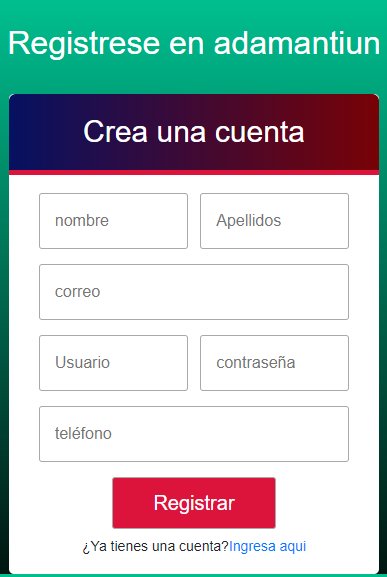 Registrese en adamantiun
Crea una cuenta
nombre Apellidos
correo
Usuario contraseña
teléfono
Registrar
¿Ya tienes una cuenta?Ingresa aqui